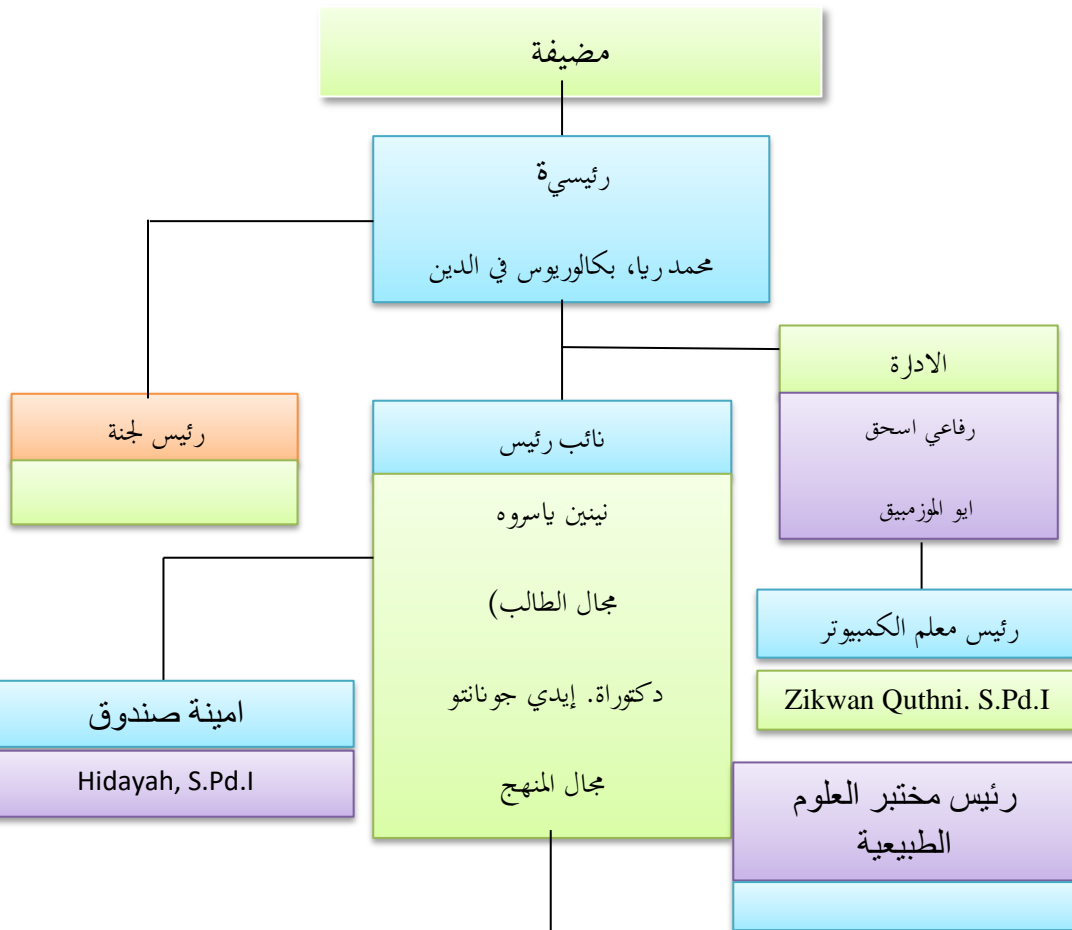 مضيفة
رئيسية
محمد ريا، بكالوريوس في الدين
الادارة
رفاعي اسحق
ايو الموزمبيق
رئيس لجنة
نائب رئيس
نينين ياسروه
مجال الطالب)
دكتوراة. إيدي جونانتو
مجال المنهج
رئيس معلم الكمبيوتر
Zikwan Quthni. S.Pd.I
امينة صندوق
Hidayah, S.Pd.I
رئيس مختبر العلوم
الطبيعية